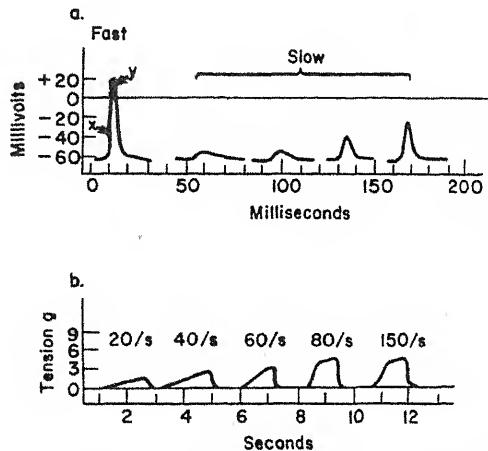 a.
Fast
Slow
y
x
Millivolts
+20
0
-20
-40
-60
0 50 100 150 200
Milliseconds
b.
Tension g
9
6
3
0
20/s 40/s 60/s 80/s 150/s
2 4 6 8 10 12
Seconds